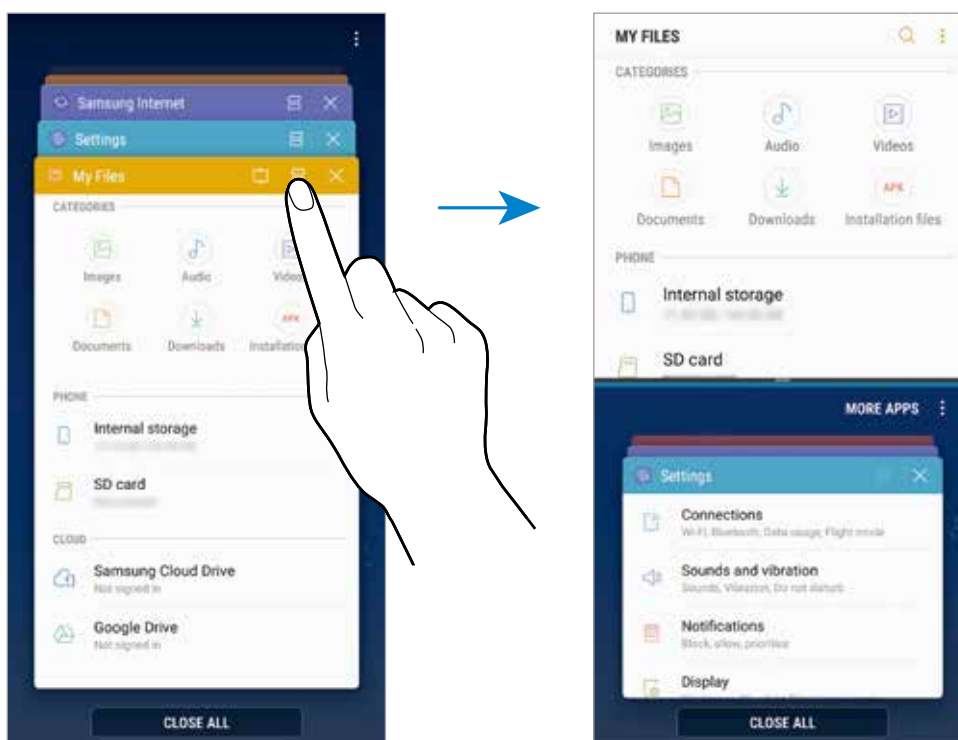 Samsung Internet
Settings
My Files
CATEGORIES
Images
Audio
Documents
Downloads
PHONE
Internal storage
SD card
CLOUD
Samsung Cloud Drive
Not signed in
Google Drive
Not signed in
CLOSE ALL
MY FILES
CATEGORIES
Images
Audio
Videos
APK
Documents
Downloads
Installation files
PHONE
Internal storage
SD card
MORE APPS
Settings
Connections
Wi-Fi, Bluetooth, Data usage, Flight mode
Sounds and vibration
Sounds, Vibration, Do not disturb
Notifications
Block, allow, prioritise
Display
CLOSE ALL